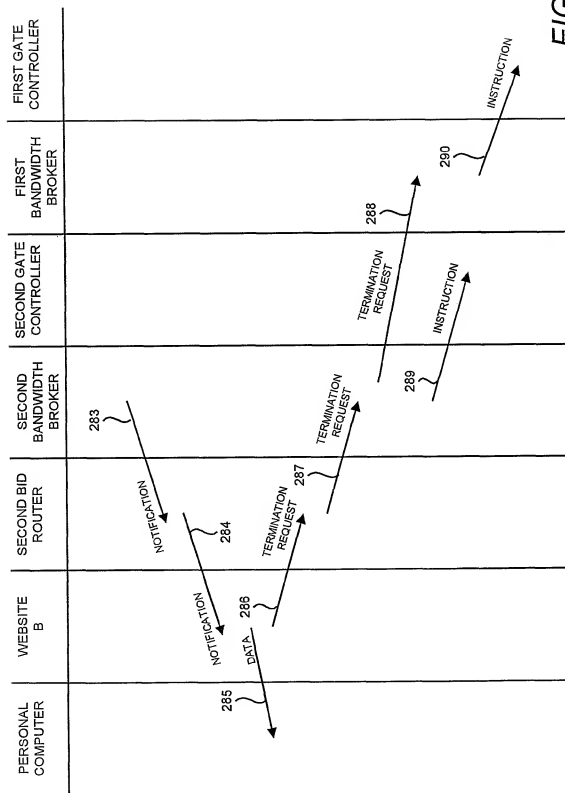 PERSONAL
COMPUTER
WEBSITE
B
SECOND BID
ROUTER
SECOND
BANDWIDTH
BROKER
SECOND GATE
CONTROLLER
FIRST
BANDWIDTH
BROKER
FIRST GATE
CONTROLLER
283
NOTIFICATION
284
NOTIFICATION
DATA
285
286
TERMINATION
REQUEST
287
TERMINATION
REQUEST
TERMINATION
REQUEST
288
289
INSTRUCTION
290
INSTRUCTION
FIG